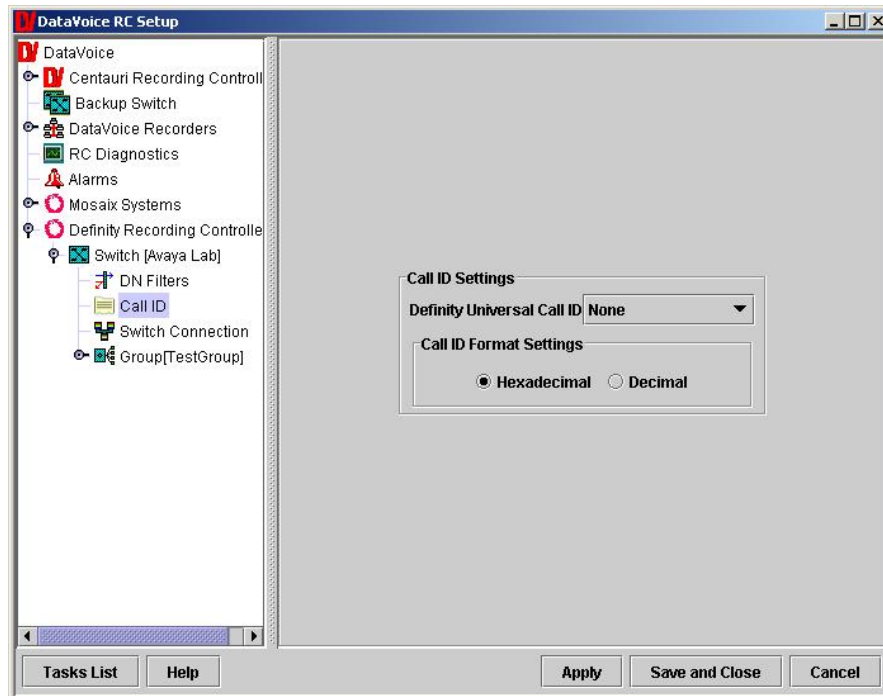 DataVoice RC Setup
DataVoice
Centauri Recording Controll
Backup Switch
DataVoice Recorders
RC Diagnostics
Alarms
Mosaix Systems
Definity Recording Controlle
Switch [Avaya Lab]
DN Filters
Call ID
Switch Connection
Group[TestGroup]
Call ID Settings
Definity Universal Call ID None
Call ID Format Settings
Hexadecimal Decimal
Tasks List Help Apply Save and Close Cancel